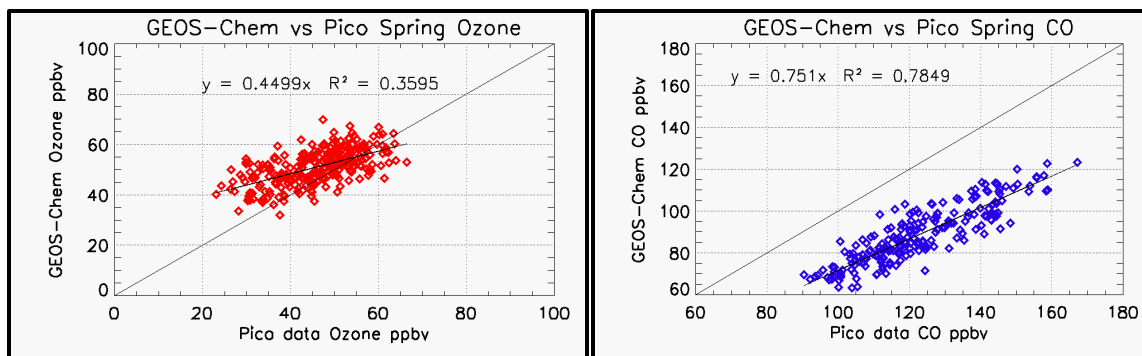 GEOS-Chem vs Pico Spring Ozone
y = 0.4499x R² = 0.3595
GEOS-Chem Ozone ppbv
100
80
60
40
20
0
0 20 40 60 80 100
Pico data Ozone ppbv
GEOS-Chem vs Pico Spring CO
y = 0.751x R² = 0.7849
GEOS-Chem CO ppbv
180
160
140
120
100
80
60
60 80 100 120 140 160 180
Pico data CO ppbv